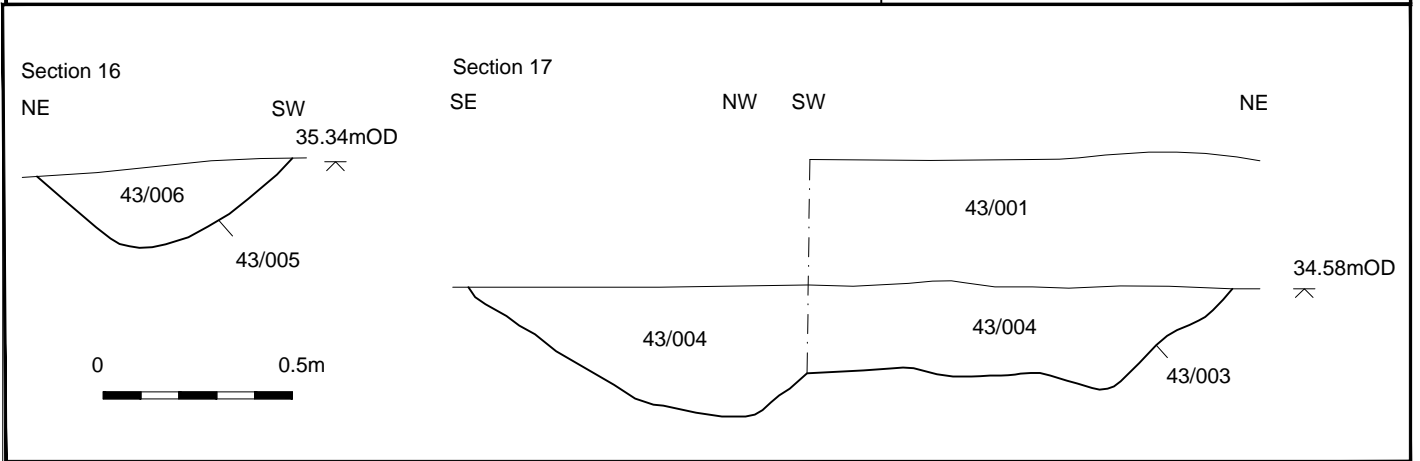 Section 16
NE SW
35.34mOD
43/006
43/005
0 0.5m
Section 17
SE NW SW NE
43/001
34.58mOD
43/004 43/004
43/003